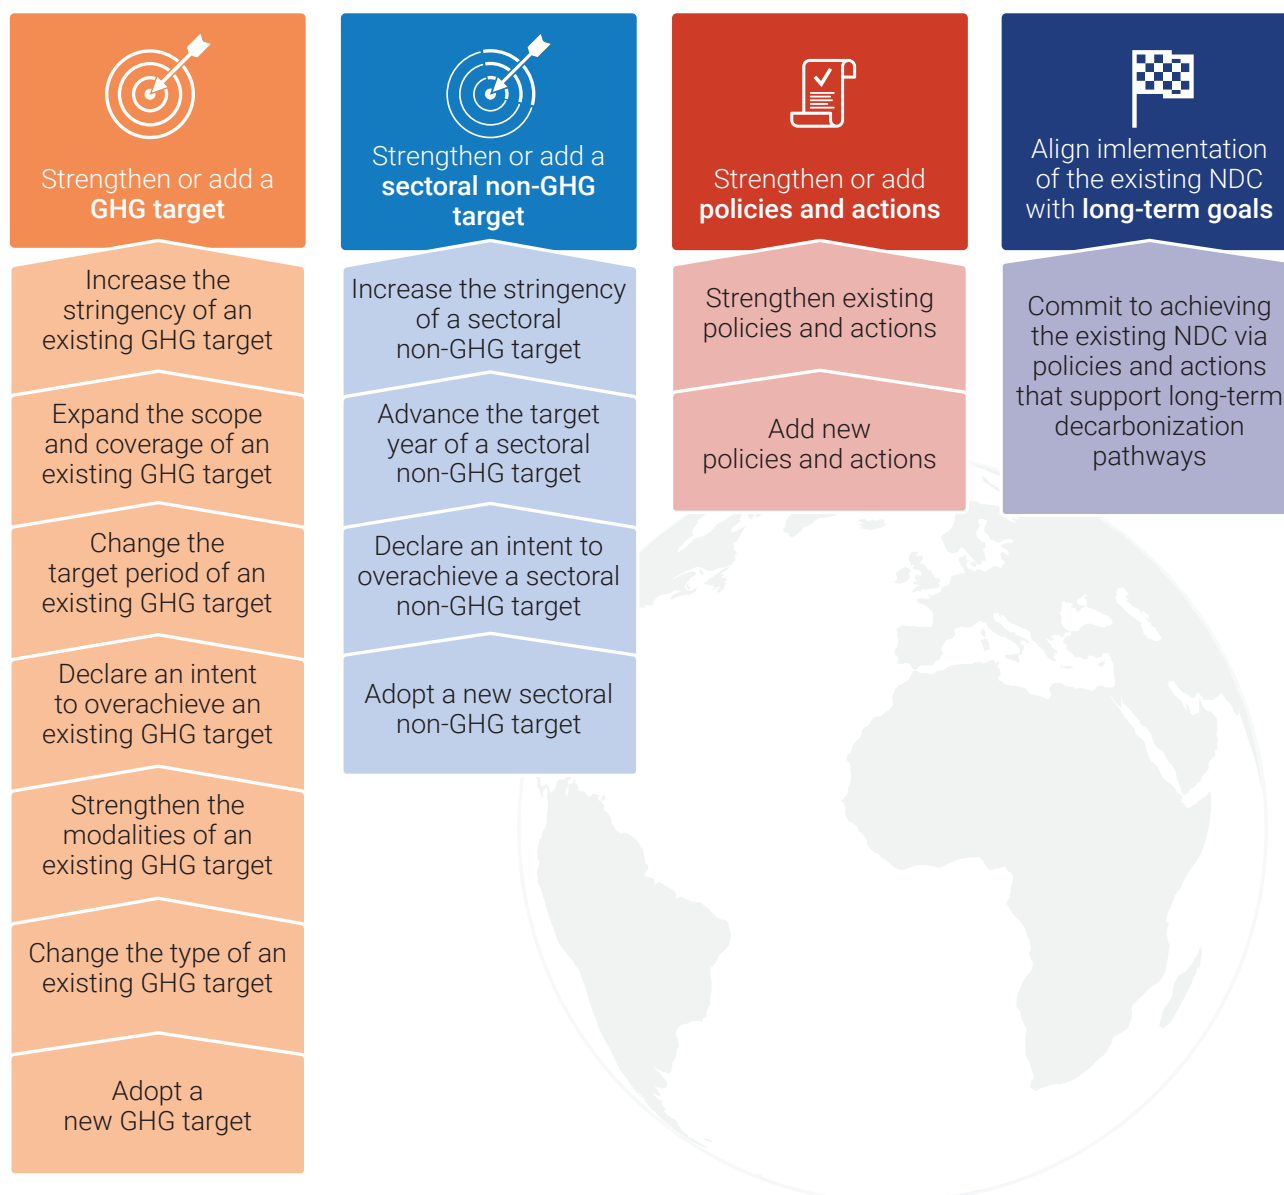 Strengthen or add a
GHG target
Increase the
stringency of an
existing GHG target
Expand the scope
and coverage of an
existing GHG target
Change the
target period of an
existing GHG target
Declare an intent
to overachieve an
existing GHG target
Strengthen the
modalities of an
existing GHG target
Change the type of an
existing GHG target
Adopt a
new GHG target
Strengthen or add a
sectoral non-GHG
target
Increase the stringency
of a sectoral
non-GHG target
Advance the target
year of a sectoral
non-GHG target
Declare an intent to
overachieve a sectoral
non-GHG target
Adopt a new sectoral
non-GHG target
Strengthen or add
policies and actions
Strengthen existing
policies and actions
Add new
policies and actions
Align imlementation
of the existing NDC
with long-term goals
Commit to achieving
the existing NDC via
policies and actions
that support long-term
decarbonization
pathways